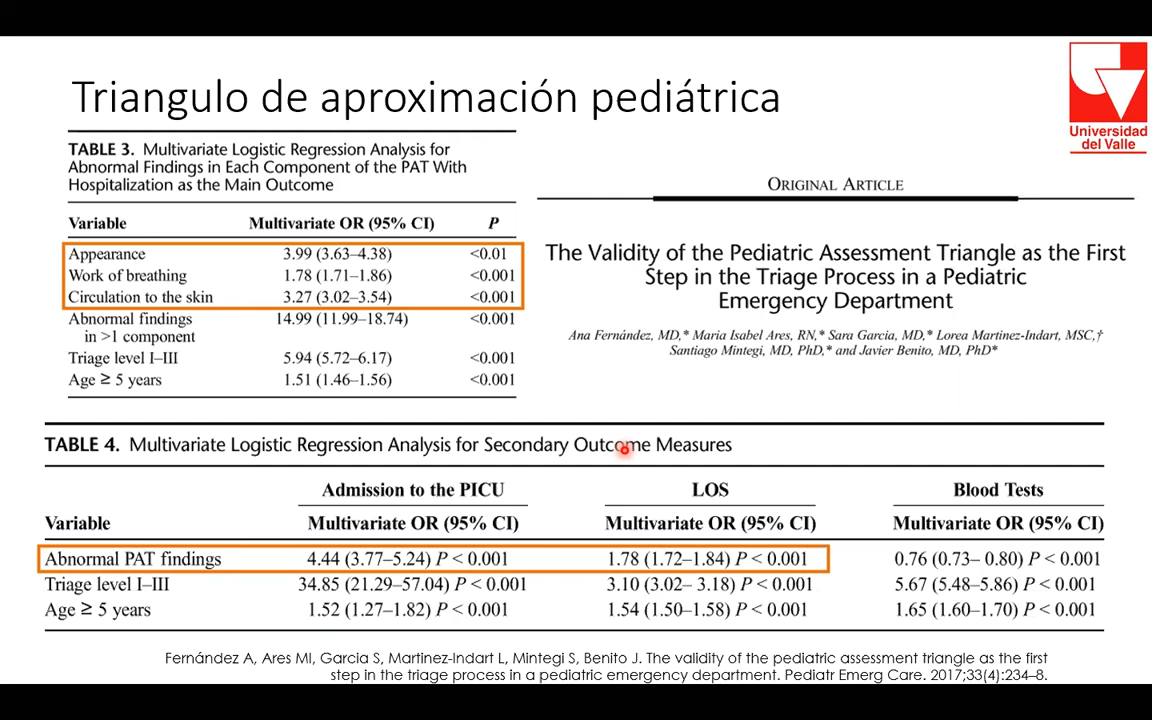 Triangulo de aproximación pediátrica
Universidad
del Valle
TABLE 3. Multivariate Logistic Regression Analysis for
Abnormal Findings in Each Component of the PAT With
Hospitalization as the Main Outcome
Variable Multivariate OR (95% CI) P
Appearance 3.99 (3.63–4.38) <0.01
Work of breathing 1.78 (1.71–1.86) <0.001
Circulation to the skin 3.27 (3.02–3.54) <0.001
Abnormal findings 14.99 (11.99–18.74) <0.001
in >1 component
Triage level I–III 5.94 (5.72–6.17) <0.001
Age ≥ 5 years 1.51 (1.46–1.56) <0.001
ORIGINAL ARTICLE
The Validity of the Pediatric Assessment Triangle as the First
Step in the Triage Process in a Pediatric
Emergency Department
Ana Fernández, MD,* Maria Isabel Ares, RN,* Sara Garcia, MD,* Lorea Martinez-Indart, MSC,†
Santiago Mintegi, MD, PhD,* and Javier Benito, MD, PhD*
TABLE 4. Multivariate Logistic Regression Analysis for Secondary Outcome Measures
Admission to the PICU LOS Blood Tests
Variable Multivariate OR (95% CI) Multivariate OR (95% CI) Multivariate OR (95% CI)
Abnormal PAT findings 4.44 (3.77–5.24) P < 0.001 1.78 (1.72–1.84) P < 0.001 0.76 (0.73– 0.80) P < 0.001
Triage level I–III 34.85 (21.29–57.04) P < 0.001 3.10 (3.02– 3.18) P < 0.001 5.67 (5.48–5.86) P < 0.001
Age ≥ 5 years 1.52 (1.27–1.82) P < 0.001 1.54 (1.50–1.58) P < 0.001 1.65 (1.60–1.70) P < 0.001
Fernández A, Ares MI, Garcia S, Martinez-Indart L, Mintegi S, Benito J. The validity of the pediatric assessment triangle as the first
step in the triage process in a pediatric emergency department. Pediatr Emerg Care. 2017;33(4):234–8.